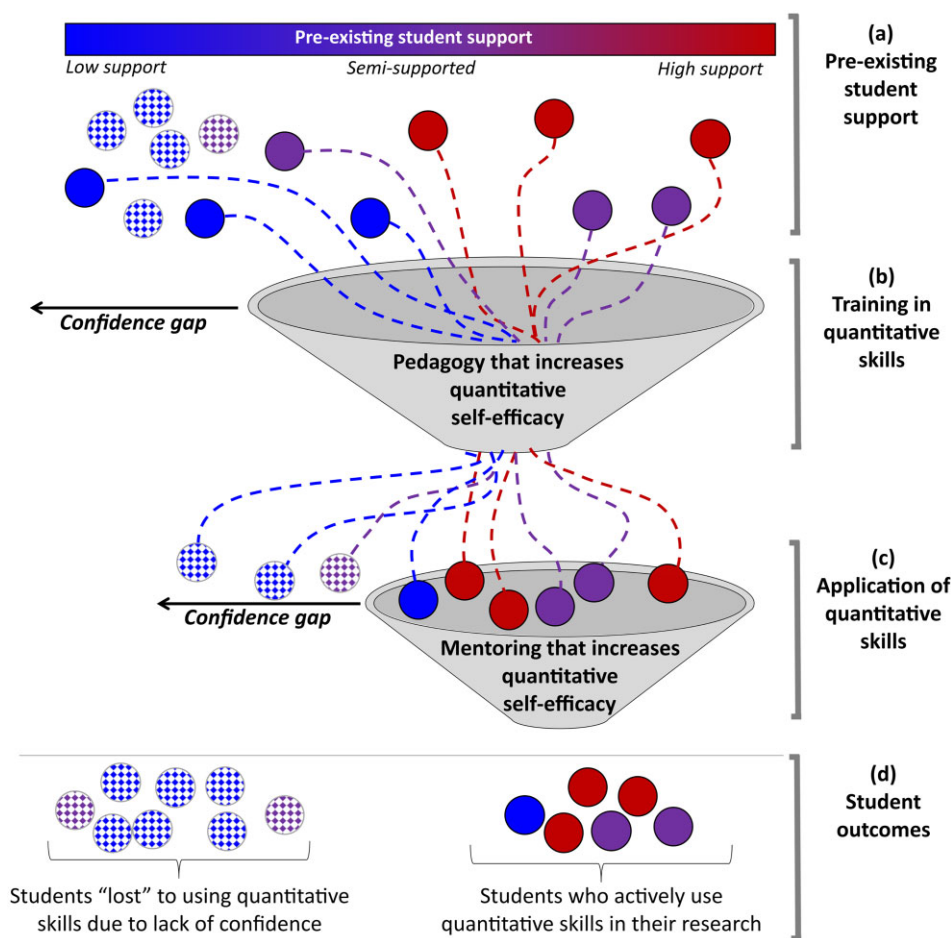 Pre-existing student support
Low support
Semi-supported
High support
(a)
Pre-existing
student
support
(b)
Training in
quantitative
skills
Confidence gap
Pedagogy that increases
quantitative
self-efficacy
(c)
Application of
quantitative
skills
Confidence gap
Mentoring that increases
quantitative
self-efficacy
(d)
Student
outcomes
Students “lost” to using quantitative
skills due to lack of confidence
Students who actively use
quantitative skills in their research